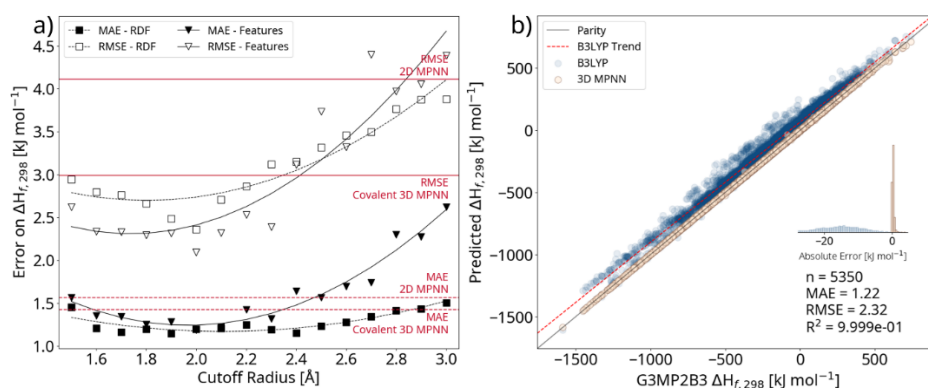 a)
MAE - RDF
RMSE - RDF
MAE - Features
RMSE - Features
RMSE
2D MPNN
RMSE
Covalent 3D MPNN
MAE
2D MPNN
MAE
Covalent 3D MPNN
4.5
4.0
3.5
3.0
2.5
2.0
1.5
1.0
Error on ΔH_{f,298} [kJ mol⁻¹]
1.6 1.8 2.0 2.2 2.4 2.6 2.8 3.0
Cutoff Radius [Å]
b)
Parity
B3LYP Trend
B3LYP
3D MPNN
500
0
−500
−1000
−1500
Predicted ΔH_{f,298} [kJ mol⁻¹]
−20 0
Absolute Error [kJ mol⁻¹]
n = 5350
MAE = 1.22
RMSE = 2.32
R² = 9.999e-01
−1500 −1000 −500 0 500
G3MP2B3 ΔH_{f,298} [kJ mol⁻¹]